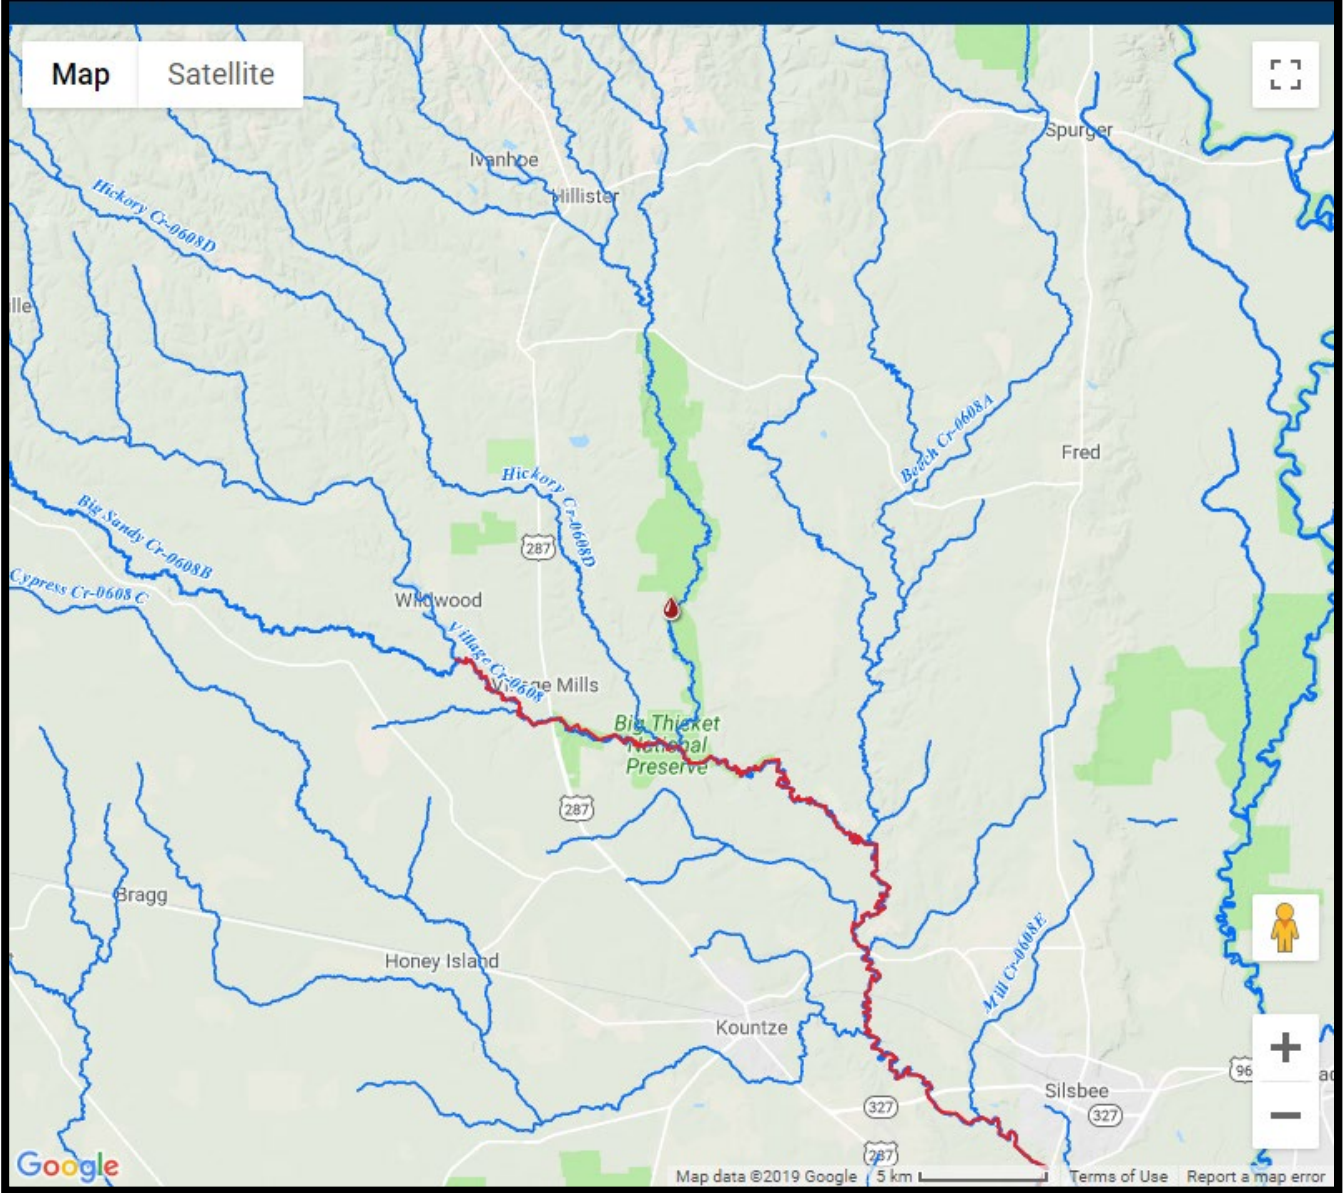 Map Satellite
Spurger
Ivanhoe
Hillister
Hickory Cr-0608D
lle
Beech Cr-0608A
Fred
Hickory Cr-0608D
Big Sandy Cr-0608B
287
Cypress Cr-0608C
Wildwood
Village Cr-0608
Village Mills
Big Thicket
National
Preserve
287
Bragg
Honey Island
Mill Cr-0608E
Kountze
96
Silsbee
327
327
287
Google
Map data ©2019 Google 5 km Terms of Use Report a map error